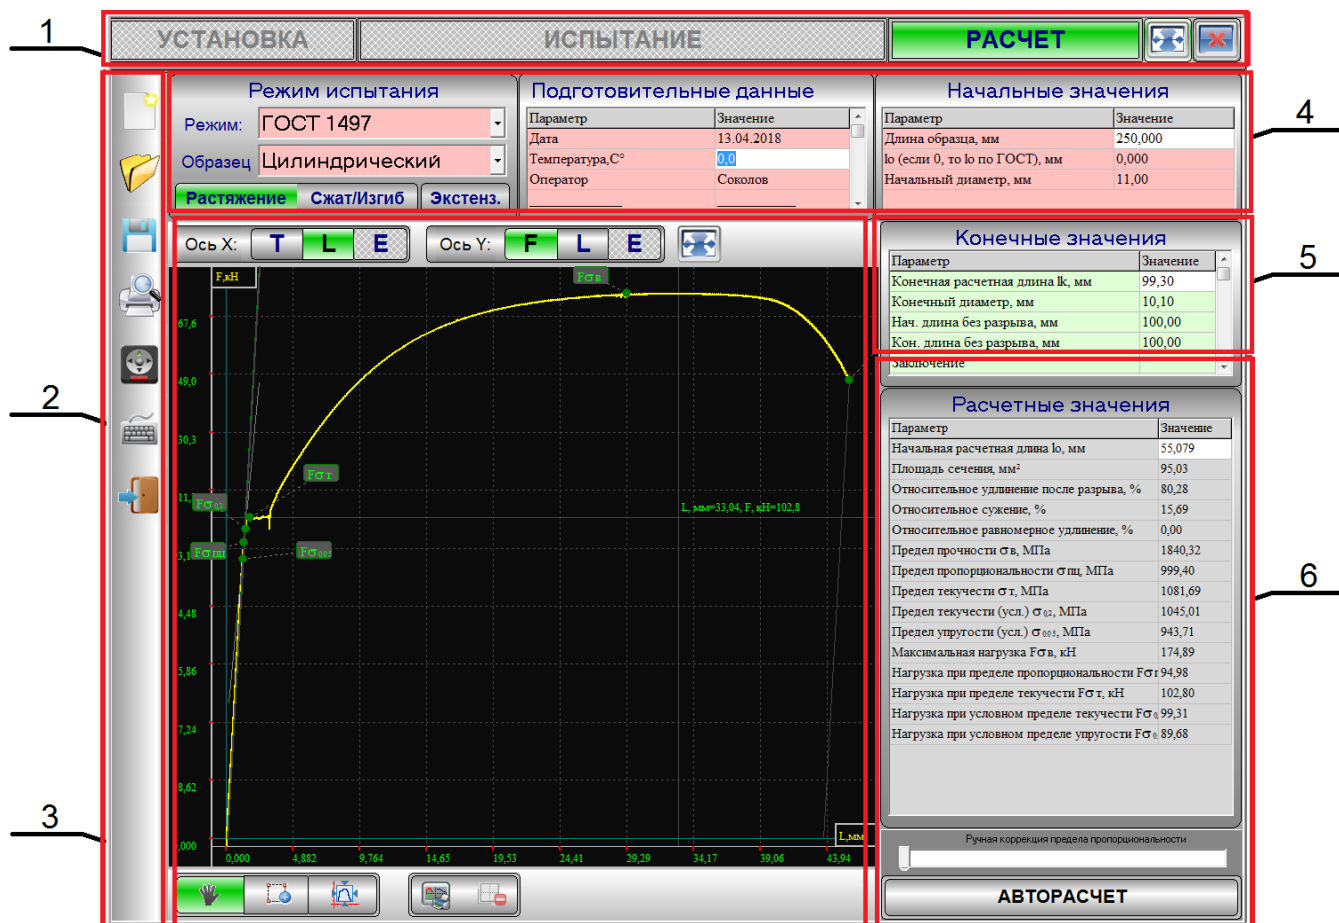 1
УСТАНОВКА ИСПЫТАНИЕ РАСЧЕТ
Режим испытания
Режим: ГОСТ 1497
Образец Цилиндрический
Растяжение Сжат/Изгиб Экстенз.
Подготовительные данные
Параметр Значение
Дата 13.04.2018
Температура,С° 0,0
Оператор Соколов
Начальные значения
Параметр Значение
Длина образца, мм 250,000
lo (если 0, то lo по ГОСТ), мм 0,000
Начальный диаметр, мм 11,00
4
Ось X: T L E Ось Y: F L E
Конечные значения
Параметр Значение
Конечная расчетная длина lk, мм 99,30
Конечный диаметр, мм 10,10
Нач. длина без разрыва, мм 100,00
Кон. длина без разрыва, мм 100,00
Заключение
5
2
3
F,кН
67,6
49,0
30,3
11,
3,1
4,48
5,86
7,24
8,62
,000
Fσв
Fσт
Fσ0,2
Fσпц
Fσ0,05
L, мм=33,04, F, кН=102,8
L,мм
0,000 4,882 9,764 14,65 19,53 24,41 29,29 34,17 39,06 43,94
Расчетные значения
Параметр Значение
Начальная расчетная длина lo, мм 55,079
Площадь сечения, мм² 95,03
Относительное удлинение после разрыва, % 80,28
Относительное сужение, % 15,69
Относительное равномерное удлинение, % 0,00
Предел прочности σв, МПа 1840,32
Предел пропорциональности σпц, МПа 999,40
Предел текучести σт, МПа 1081,69
Предел текучести (усл.) σ0,2, МПа 1045,01
Предел упругости (усл.) σ0,05, МПа 943,71
Максимальная нагрузка Fσв, кН 174,89
Нагрузка при пределе пропорциональности Fσг 94,98
Нагрузка при пределе текучести Fσт, кН 102,80
Нагрузка при условном пределе текучести Fσ0 99,31
Нагрузка при условном пределе упругости Fσ0 89,68
6
Ручная коррекция предела пропорциональности
АВТОРАСЧЕТ